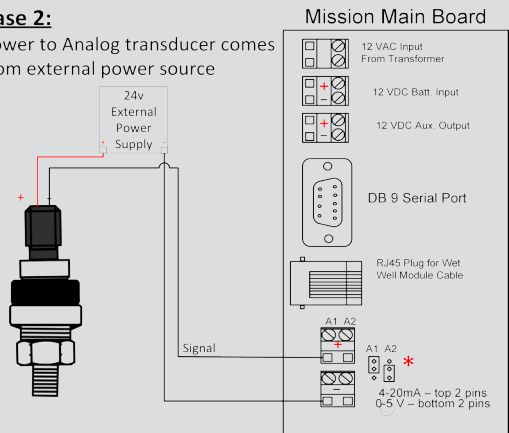 ase 2:
ower to Analog transducer comes
om external power source
24v
External
Power
Supply
+ -
+ -
Signal
Mission Main Board
12 VAC Input
From Transformer
+
-
12 VDC Batt. Input
+
-
12 VDC Aux. Output
DB 9 Serial Port
RJ45 Plug for Wet
Well Module Cable
A1 A2
+
-
A1 A2
*
4-20mA – top 2 pins
0-5 V – bottom 2 pins